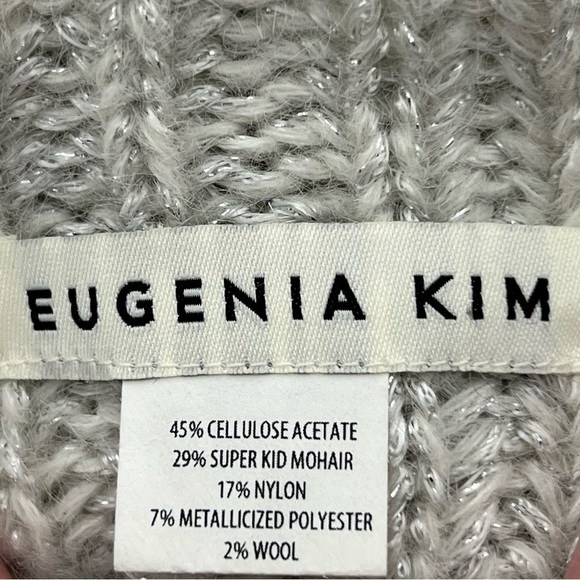 EUGENIA KIM
45% CELLULOSE ACETATE
29% SUPER KID MOHAIR
17% NYLON
7% METALLICIZED POLYESTER
2% WOOL